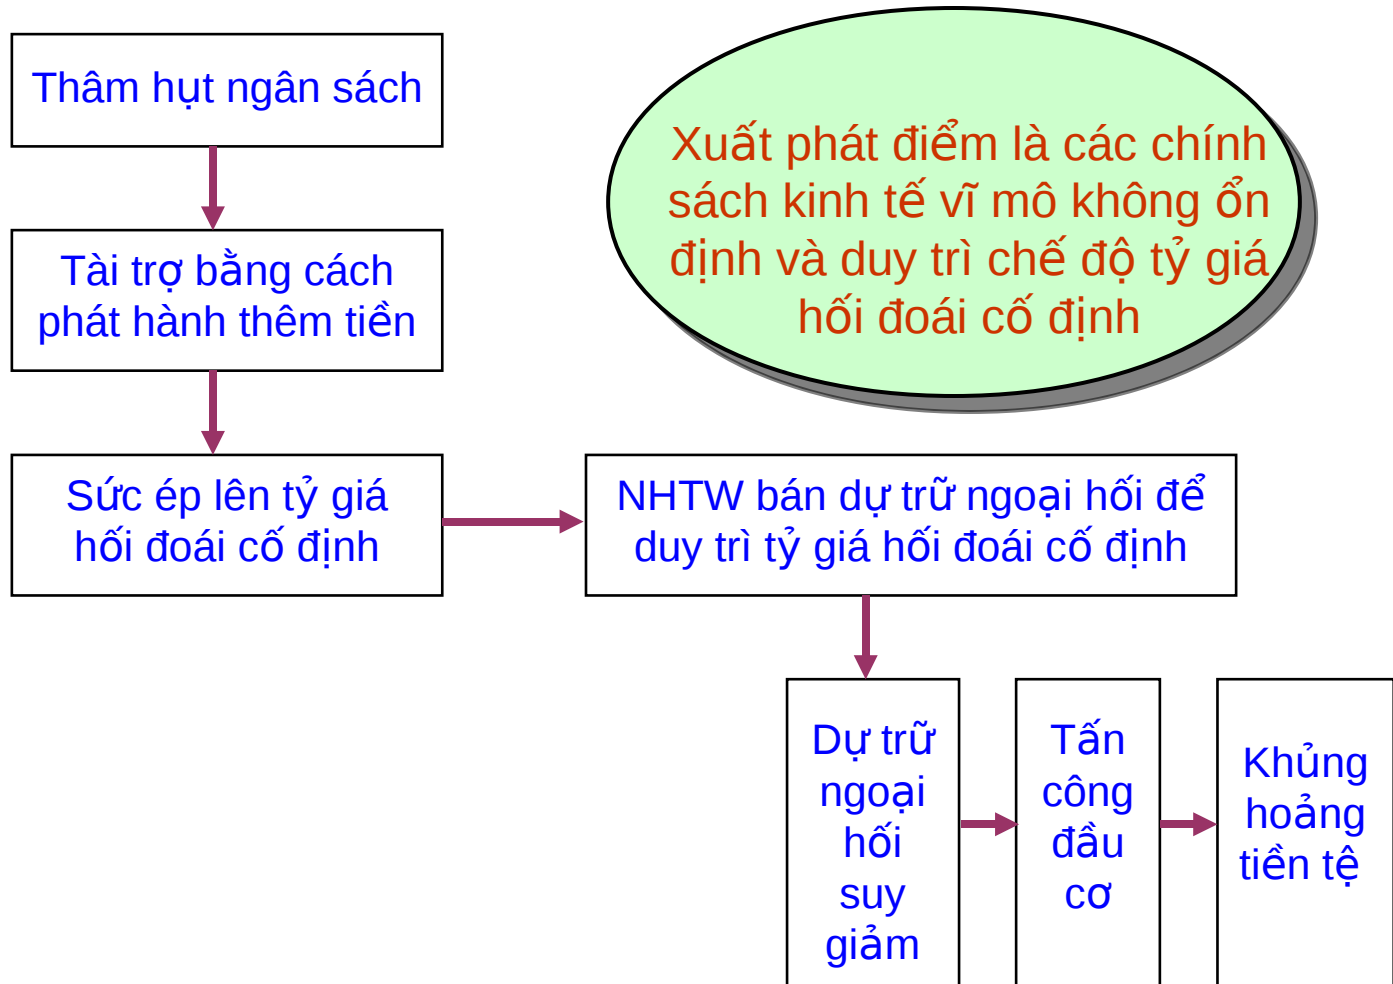 Thâm hụt ngân sách
Xuất phát điểm là các chính
sách kinh tế vĩ mô không ổn
định và duy trì chế độ tỷ giá
hối đoái cố định
Tài trợ bằng cách
phát hành thêm tiền
Sức ép lên tỷ giá
hối đoái cố định
NHTW bán dự trữ ngoại hối để
duy trì tỷ giá hối đoái cố định
Dự trữ
ngoại
hối
suy
giảm
Tấn
công
đầu
cơ
Khủng
hoảng
tiền tệ